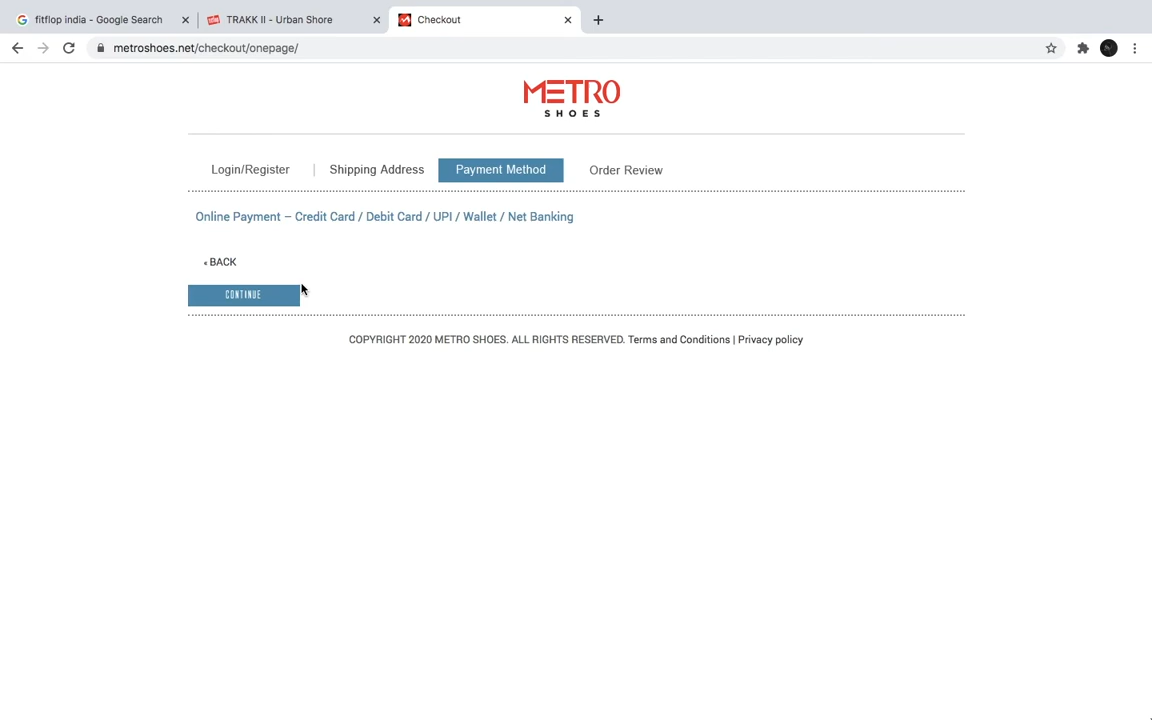 fitflop india - Google Search
TRAKK II - Urban Shore
Checkout
metroshoes.net/checkout/onepage/
METRO
SHOES
Login/Register | Shipping Address Payment Method Order Review
Online Payment – Credit Card / Debit Card / UPI / Wallet / Net Banking
« BACK
CONTINUE
COPYRIGHT 2020 METRO SHOES. ALL RIGHTS RESERVED. Terms and Conditions | Privacy policy